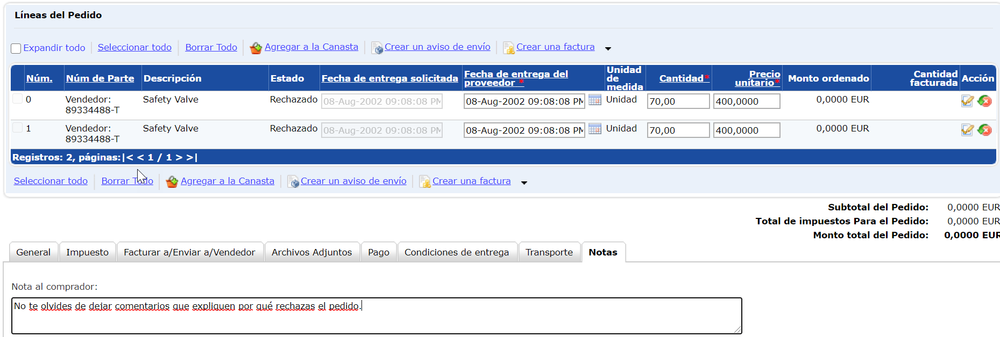 Líneas del Pedido
Expandir todo Seleccionar todo Borrar Todo Agregar a la Canasta Crear un aviso de envío Crear una factura
Núm. Núm de Parte Descripción Estado Fecha de entrega solicitada Fecha de entrega del proveedor * Unidad de medida Cantidad* Precio unitario* Monto ordenado Cantidad facturada Acción
0 Vendedor: Safety Valve Rechazado 08-Aug-2002 09:08:08 PM 08-Aug-2002 09:08:08 PM Unidad 70,00 400,0000 0,0000 EUR
89334488-T
1 Vendedor: Safety Valve Rechazado 08-Aug-2002 09:08:08 PM 08-Aug-2002 09:08:08 PM Unidad 70,00 400,0000 0,0000 EUR
89334488-T
Registros: 2, páginas:|< < 1 / 1 > >|
Seleccionar todo Borrar Todo Agregar a la Canasta Crear un aviso de envío Crear una factura
Subtotal del Pedido: 0,0000 EUR
Total de impuestos Para el Pedido: 0,0000 EUR
Monto total del Pedido: 0,0000 EUR
General Impuesto Facturar a/Enviar a/Vendedor Archivos Adjuntos Pago Condiciones de entrega Transporte Notas
Nota al comprador:
No te olvides de dejar comentarios que expliquen por qué rechazas el pedido.